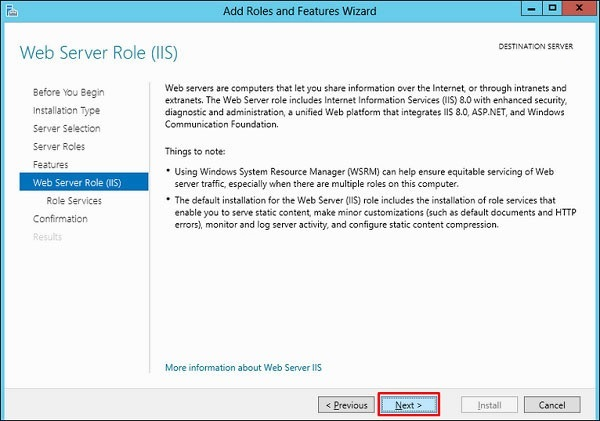 Add Roles and Features Wizard
Web Server Role (IIS)
DESTINATION SERVER
Before You Begin
Installation Type
Server Selection
Server Roles
Features
Web Server Role (IIS)
Role Services
Confirmation
Results
Web servers are computers that let you share information over the Internet, or through intranets and
extranets. The Web Server role includes Internet Information Services (IIS) 8.0 with enhanced security,
diagnostic and administration, a unified Web platform that integrates IIS 8.0, ASP.NET, and Windows
Communication Foundation.
Things to note:
• Using Windows System Resource Manager (WSRM) can help ensure equitable servicing of Web
server traffic, especially when there are multiple roles on this computer.
• The default installation for the Web Server (IIS) role includes the installation of role services that
enable you to serve static content, make minor customizations (such as default documents and HTTP
errors), monitor and log server activity, and configure static content compression.
More information about Web Server IIS
< Previous
Next >
Install
Cancel